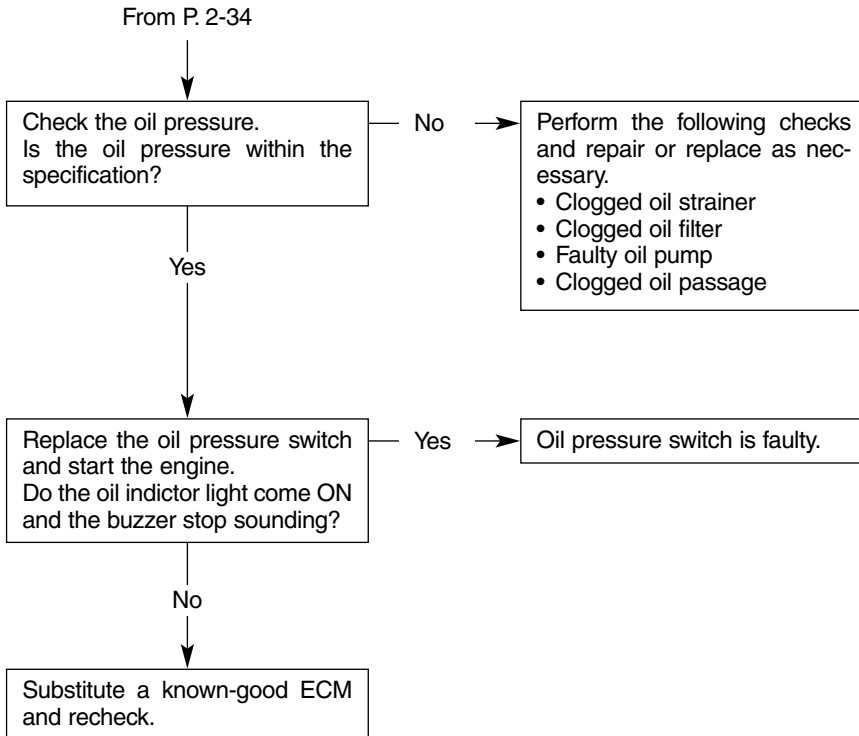 From P. 2-34
Check the oil pressure.
Is the oil pressure within the
specification?
No
Perform the following checks
and repair or replace as nec-
essary.
• Clogged oil strainer
• Clogged oil filter
• Faulty oil pump
• Clogged oil passage
Yes
Replace the oil pressure switch
and start the engine.
Do the oil indictor light come ON
and the buzzer stop sounding?
Yes
Oil pressure switch is faulty.
No
Substitute a known-good ECM
and recheck.